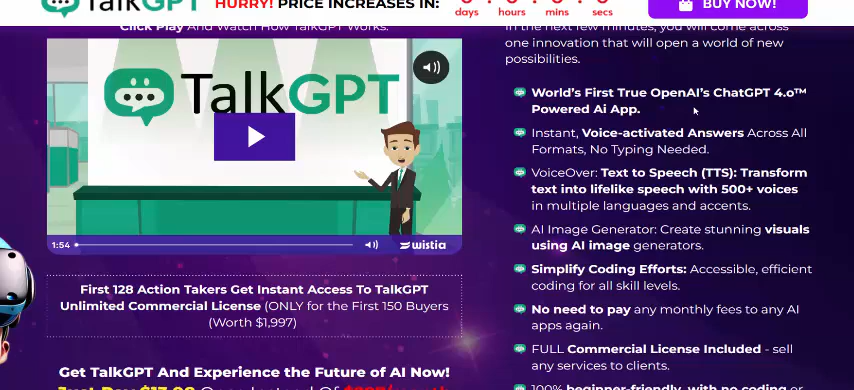 TalkGPT
HURRY! PRICE INCREASES IN:
days hours mins secs
BUY NOW!
Click Play And Watch How TalkGPT Works.
TalkGPT
1:54
wistia
First 128 Action Takers Get Instant Access To TalkGPT
Unlimited Commercial License (ONLY for the First 150 Buyers
(Worth $1,997)
Get TalkGPT And Experience the Future of AI Now!
In the next few minutes, you will come across
one innovation that will open a world of new
possibilities.
World's First True OpenAI's ChatGPT 4.o™
Powered Ai App.
Instant, Voice-activated Answers Across All
Formats, No Typing Needed.
VoiceOver: Text to Speech (TTS): Transform
text into lifelike speech with 500+ voices
in multiple languages and accents.
AI Image Generator: Create stunning visuals
using AI image generators.
Simplify Coding Efforts: Accessible, efficient
coding for all skill levels.
No need to pay any monthly fees to any AI
apps again.
FULL Commercial License Included - sell
any services to clients.
100% beginner-friendly, with no coding or